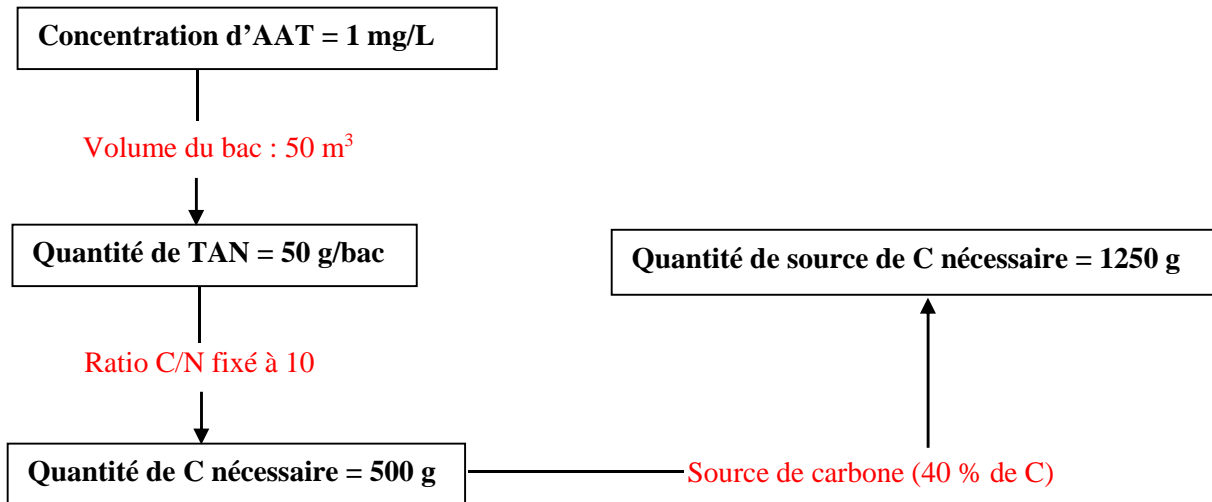 Concentration d’AAT = 1 mg/L
Volume du bac : 50 m³
Quantité de TAN = 50 g/bac
Ratio C/N fixé à 10
Quantité de C nécessaire = 500 g
Source de carbone (40 % de C)
Quantité de source de C nécessaire = 1250 g